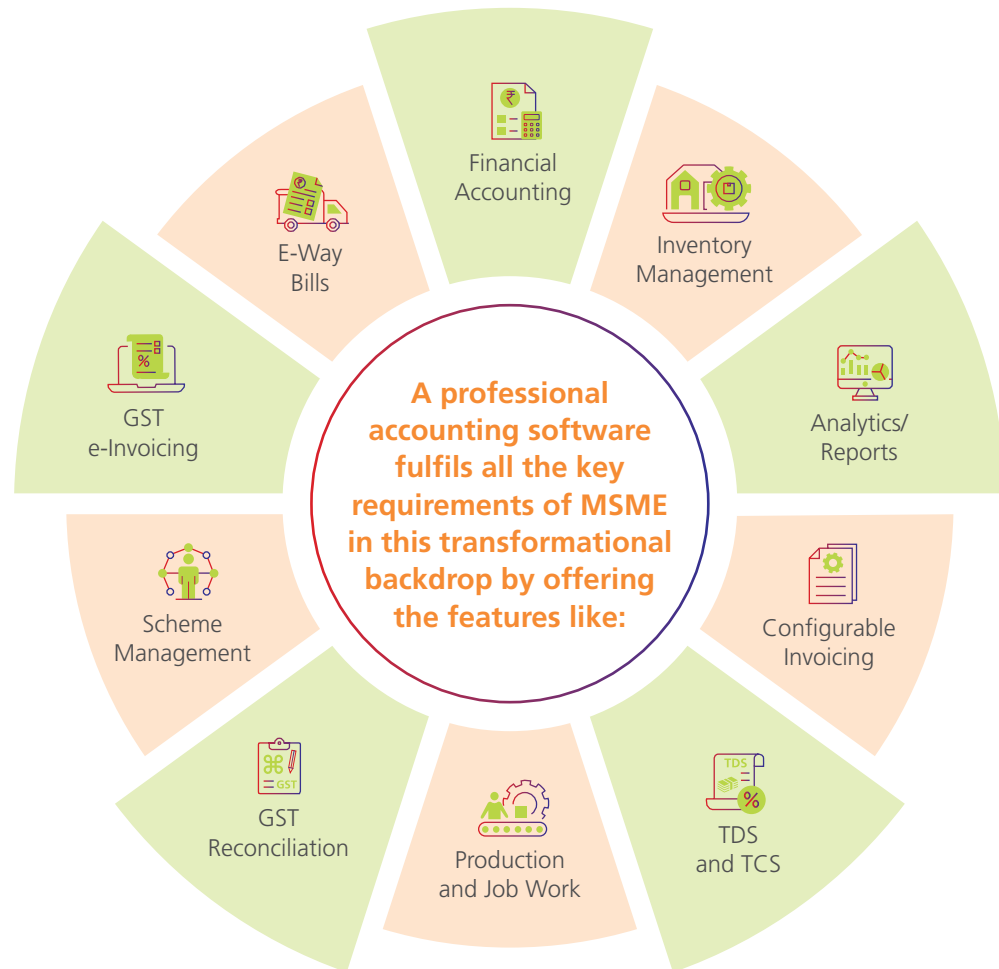 Financial
Accounting
Inventory
Management
Analytics/
Reports
Configurable
Invoicing
TDS
TDS
and TCS
Production
and Job Work
GST
GST
Reconciliation
Scheme
Management
GST
e-Invoicing
E-Way
Bills
A professional
accounting software
fulfils all the key
requirements of MSME
in this transformational
backdrop by offering
the features like: